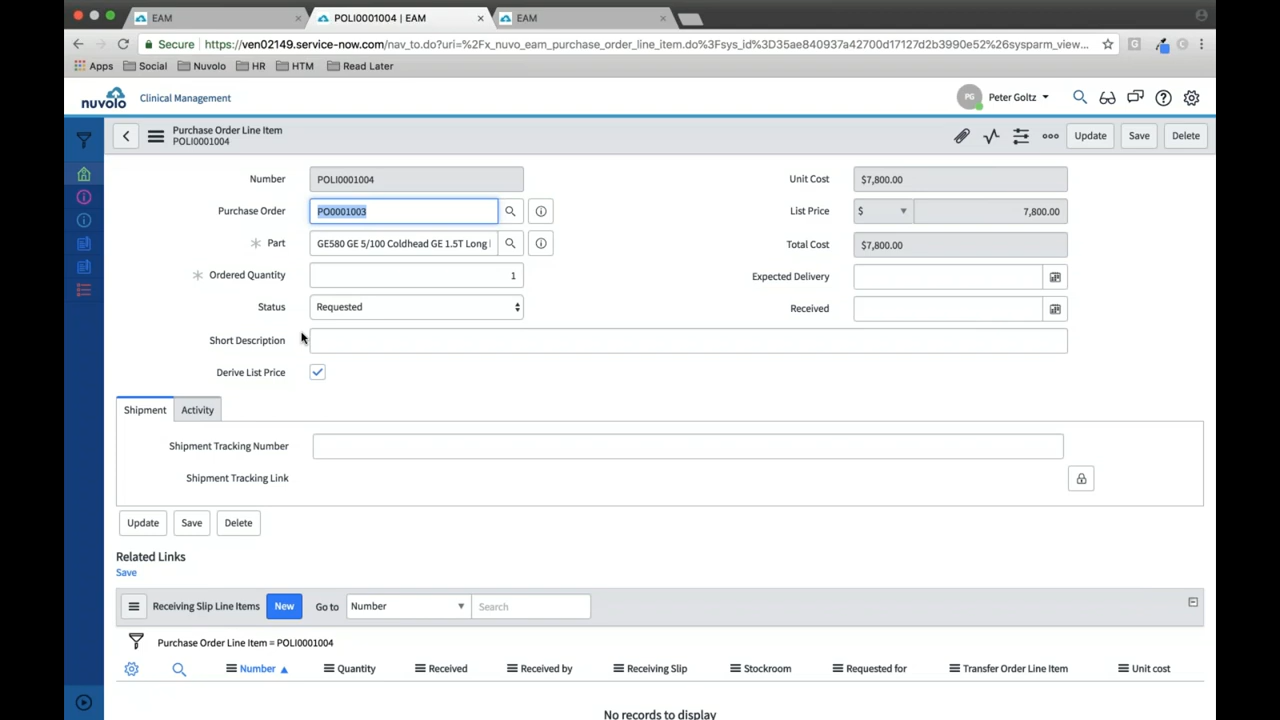 EAM
POLI0001004 | EAM
EAM
Secure
https://ven02149.service-now.com/nav_to.do?uri=%2Fx_nuvo_eam_purchase_order_line_item.do%3Fsys_id%3D35ae840937a42700d17127d2b3990e52%26sysparm_view...
Apps
Social
Nuvolo
HR
HTM
Read Later
nuvolo
Clinical Management
PG
Peter Goltz
Purchase Order Line Item
POLI0001004
Update
Save
Delete
Number
POLI0001004
Unit Cost
$7,800.00
Purchase Order
PO0001003
List Price
$
7,800.00
Part
GE580 GE 5/100 Coldhead GE 1.5T Long
Total Cost
$7,800.00
Ordered Quantity
1
Expected Delivery
Status
Requested
Received
Short Description
Derive List Price
Shipment
Activity
Shipment Tracking Number
Shipment Tracking Link
Update
Save
Delete
Related Links
Save
Receiving Slip Line Items
New
Go to
Number
Search
Purchase Order Line Item = POLI0001004
Number
Quantity
Received
Received by
Receiving Slip
Stockroom
Requested for
Transfer Order Line Item
Unit cost
No records to display